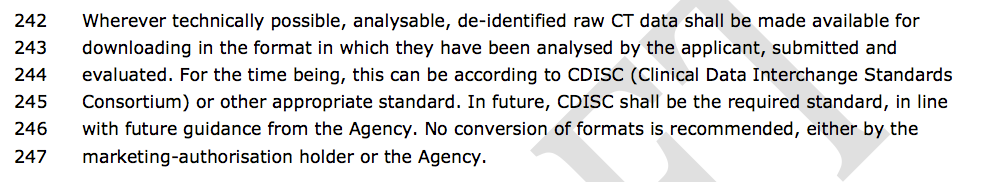 242 Wherever technically possible, analysable, de-identified raw CT data shall be made available for
243 downloading in the format in which they have been analysed by the applicant, submitted and
244 evaluated. For the time being, this can be according to CDISC (Clinical Data Interchange Standards
245 Consortium) or other appropriate standard. In future, CDISC shall be the required standard, in line
246 with future guidance from the Agency. No conversion of formats is recommended, either by the
247 marketing-authorisation holder or the Agency.